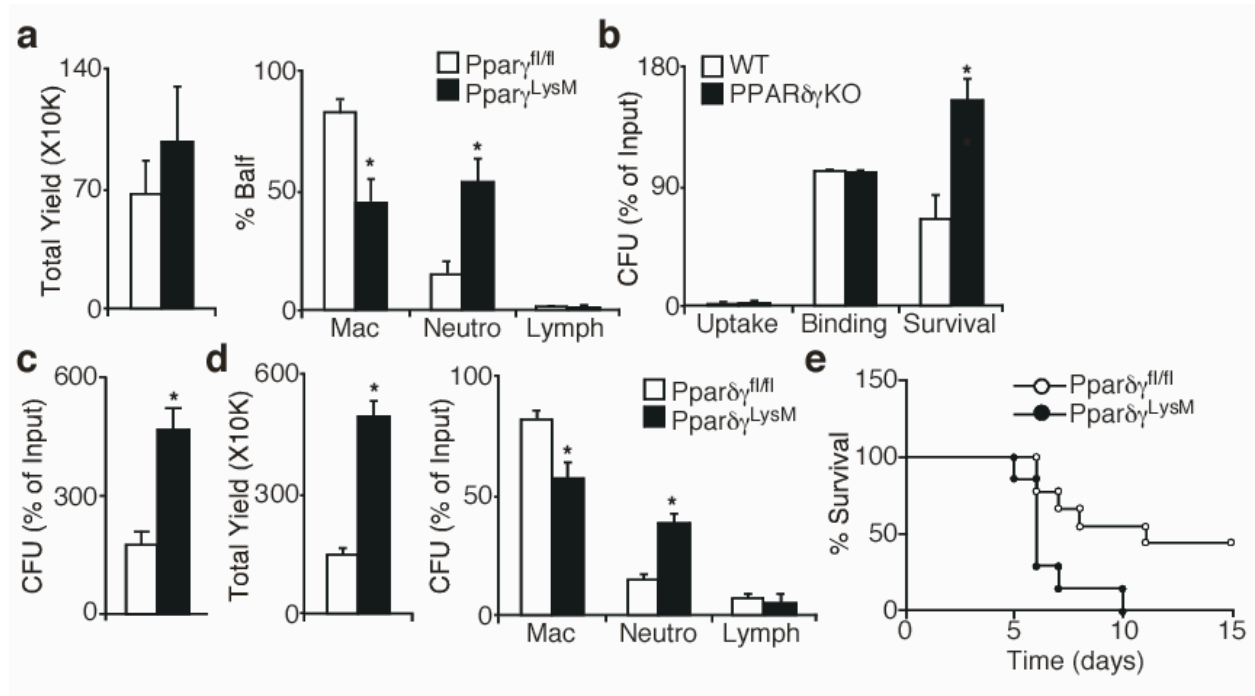 a
140
70
0
Total Yield (X10K)
100
50
0
% Balf
Pparγfl/fl
PparγLysM
*
*
Mac Neutro Lymph
b
180
90
0
CFU (% of Input)
WT
PPARδγKO
*
*
Uptake Binding Survival
c
600
300
0
CFU (% of Input)
*
d
600
300
0
Total Yield (X10K)
*
100
50
0
CFU (% of Input)
Pparδγfl/fl
PparδγLysM
*
*
Mac Neutro Lymph
e
150
100
50
0
% Survival
Pparδγfl/fl
PparδγLysM
0 5 10 15
Time (days)